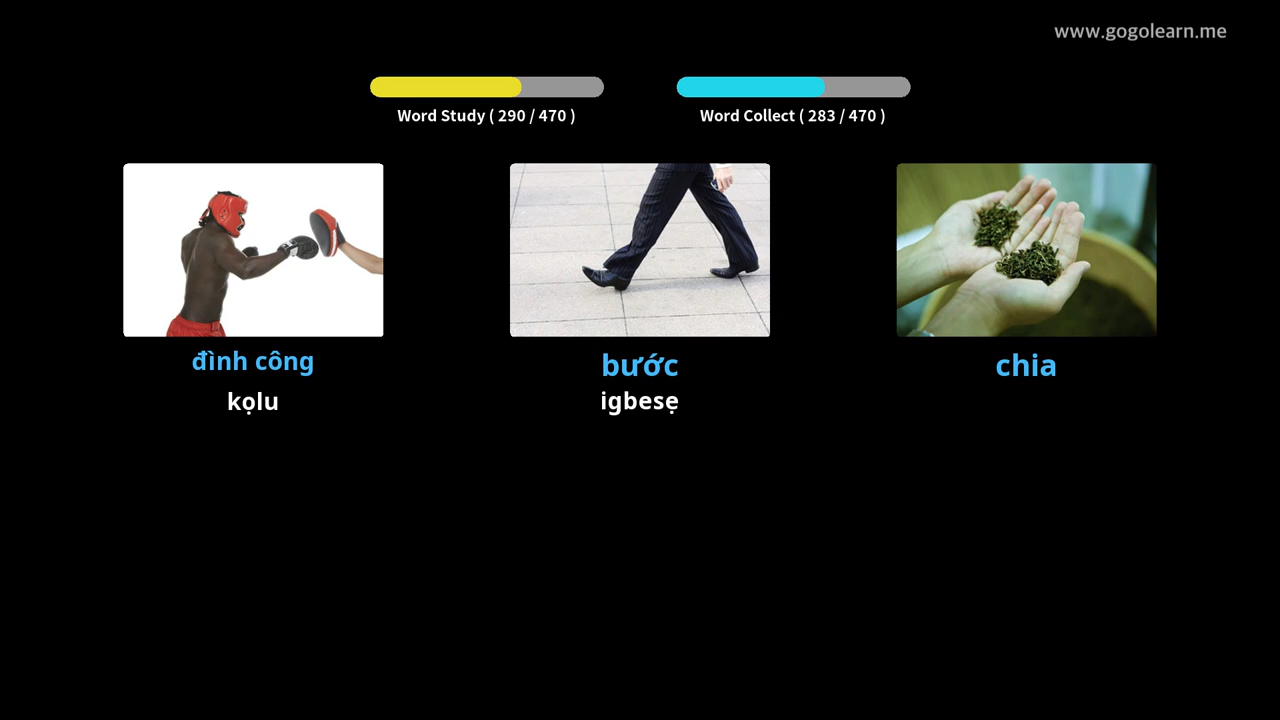 www.gogolearn.me
Word Study ( 290 / 470 )
Word Collect ( 283 / 470 )
đình công
bước
chia
kọlu
igbesẹ